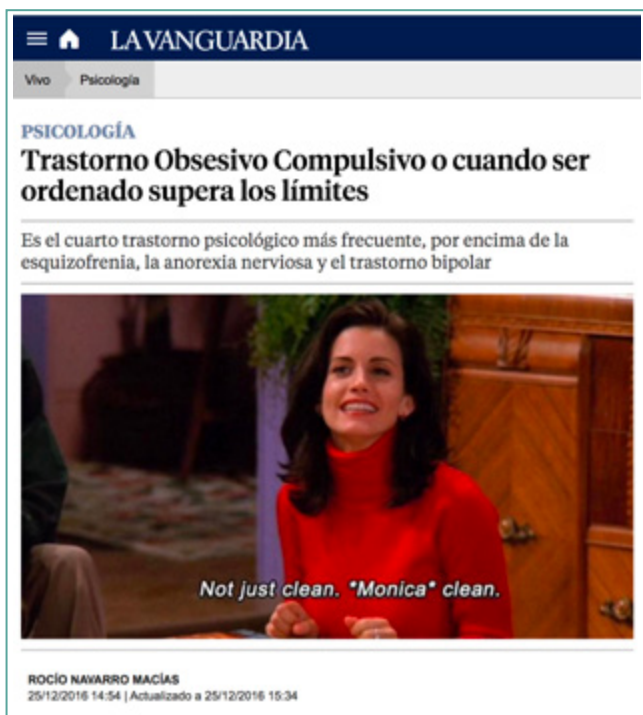 LA VANGUARDIA
Vivo Psicología
PSICOLOGÍA
Trastorno Obsesivo Compulsivo o cuando ser
ordenado supera los límites
Es el cuarto trastorno psicológico más frecuente, por encima de la
esquizofrenia, la anorexia nerviosa y el trastorno bipolar
Not just clean. *Monica* clean.
ROCÍO NAVARRO MACÍAS
25/12/2016 14:54 | Actualizado a 25/12/2016 15:34